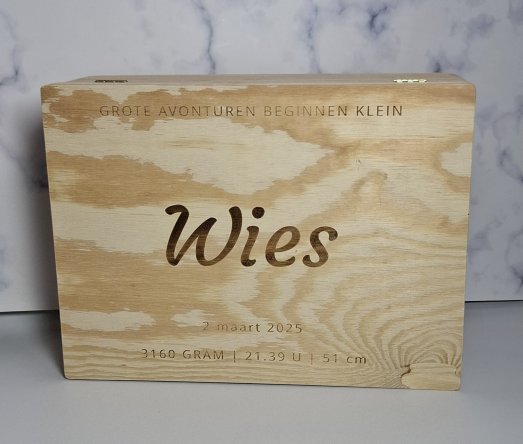 GROTE AVONTUREN BEGINNEN KLEIN
Wies
2 maart 2025
3160 GRAM | 21.39 U | 51 cm